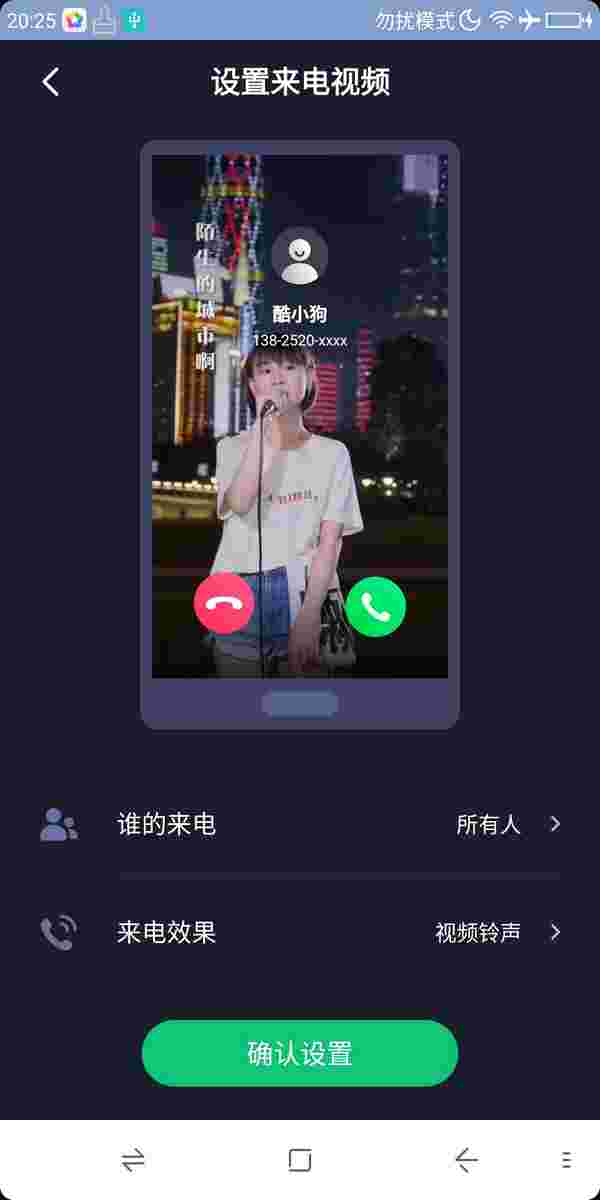 20:25 勿扰模式
设置来电视频
陌生的城市啊
酷小狗
138-2520-xxxx
谁的来电 所有人
来电效果 视频铃声
确认设置